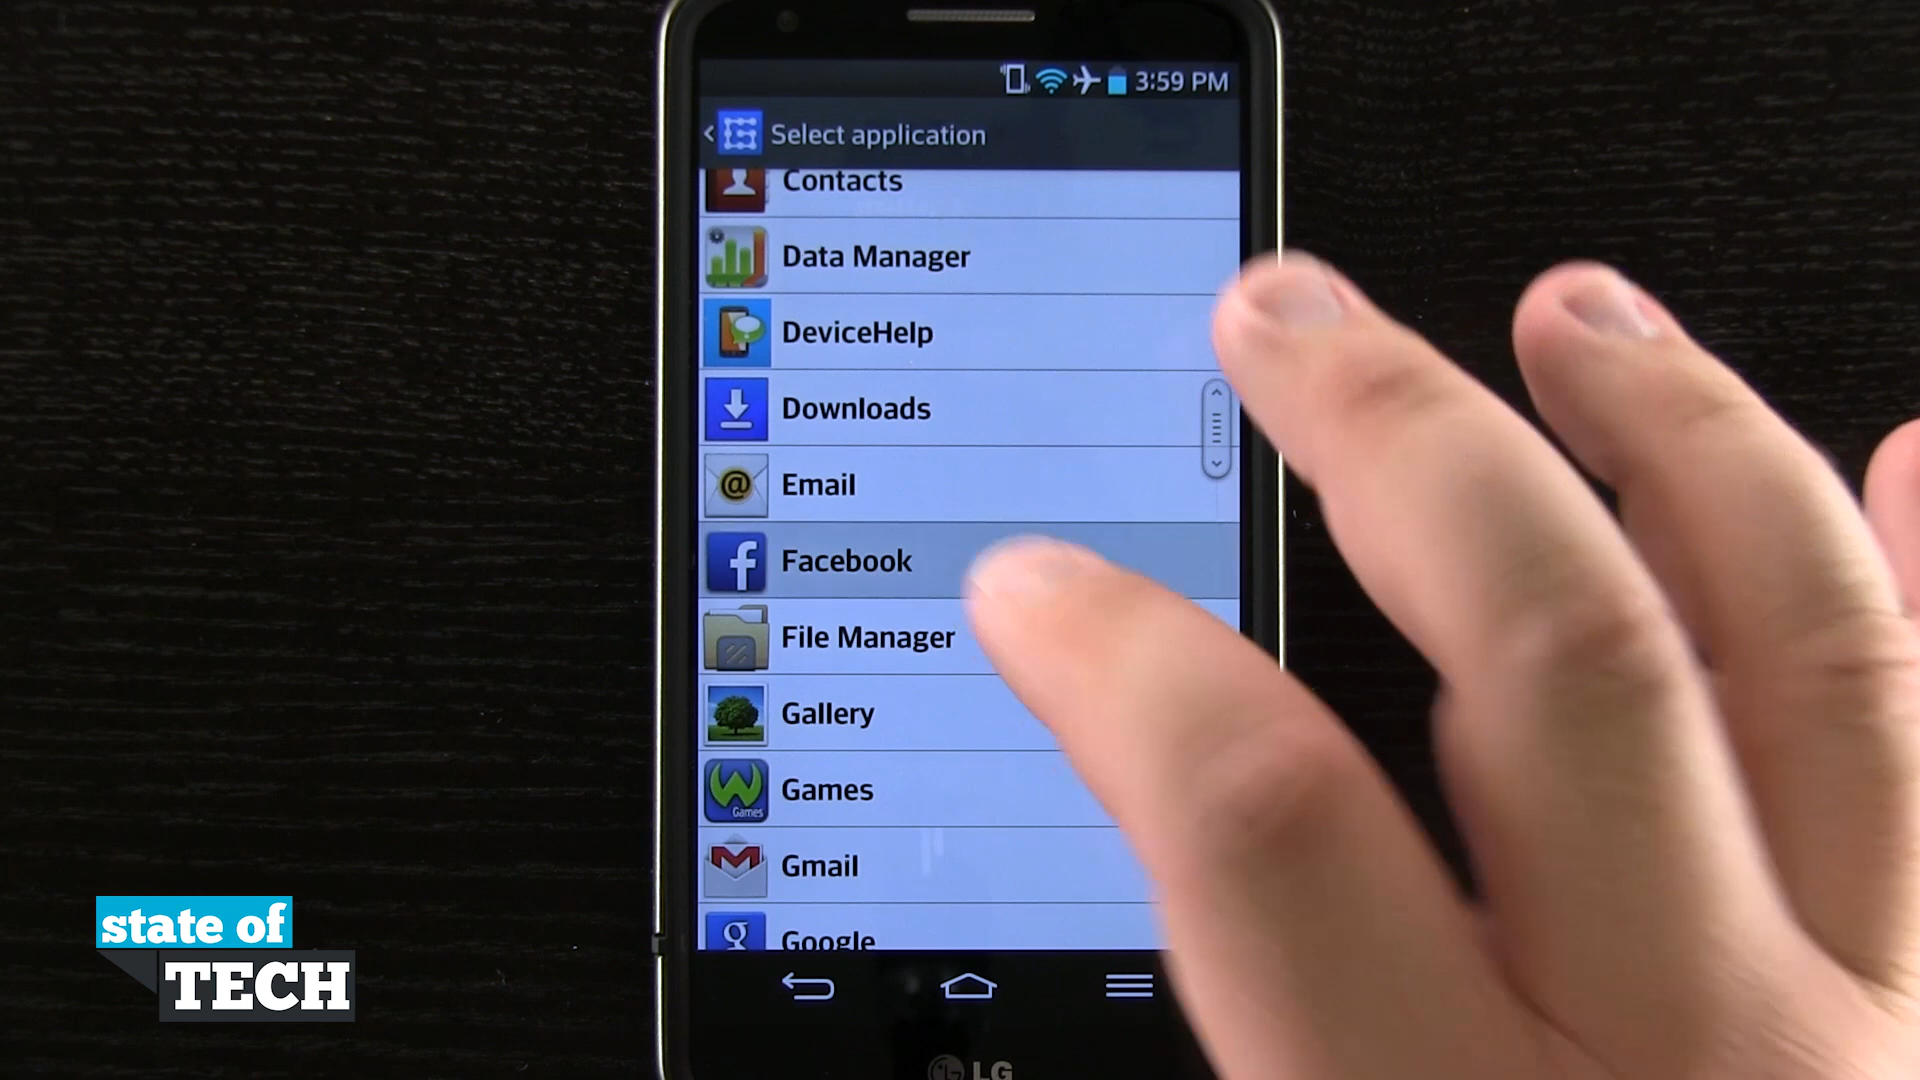 3:59 PM
Select application
Contacts
Data Manager
DeviceHelp
Downloads
@
Email
f
Facebook
File Manager
Gallery
W
Games
Games
M
Gmail
g
Google
LG
state of
TECH